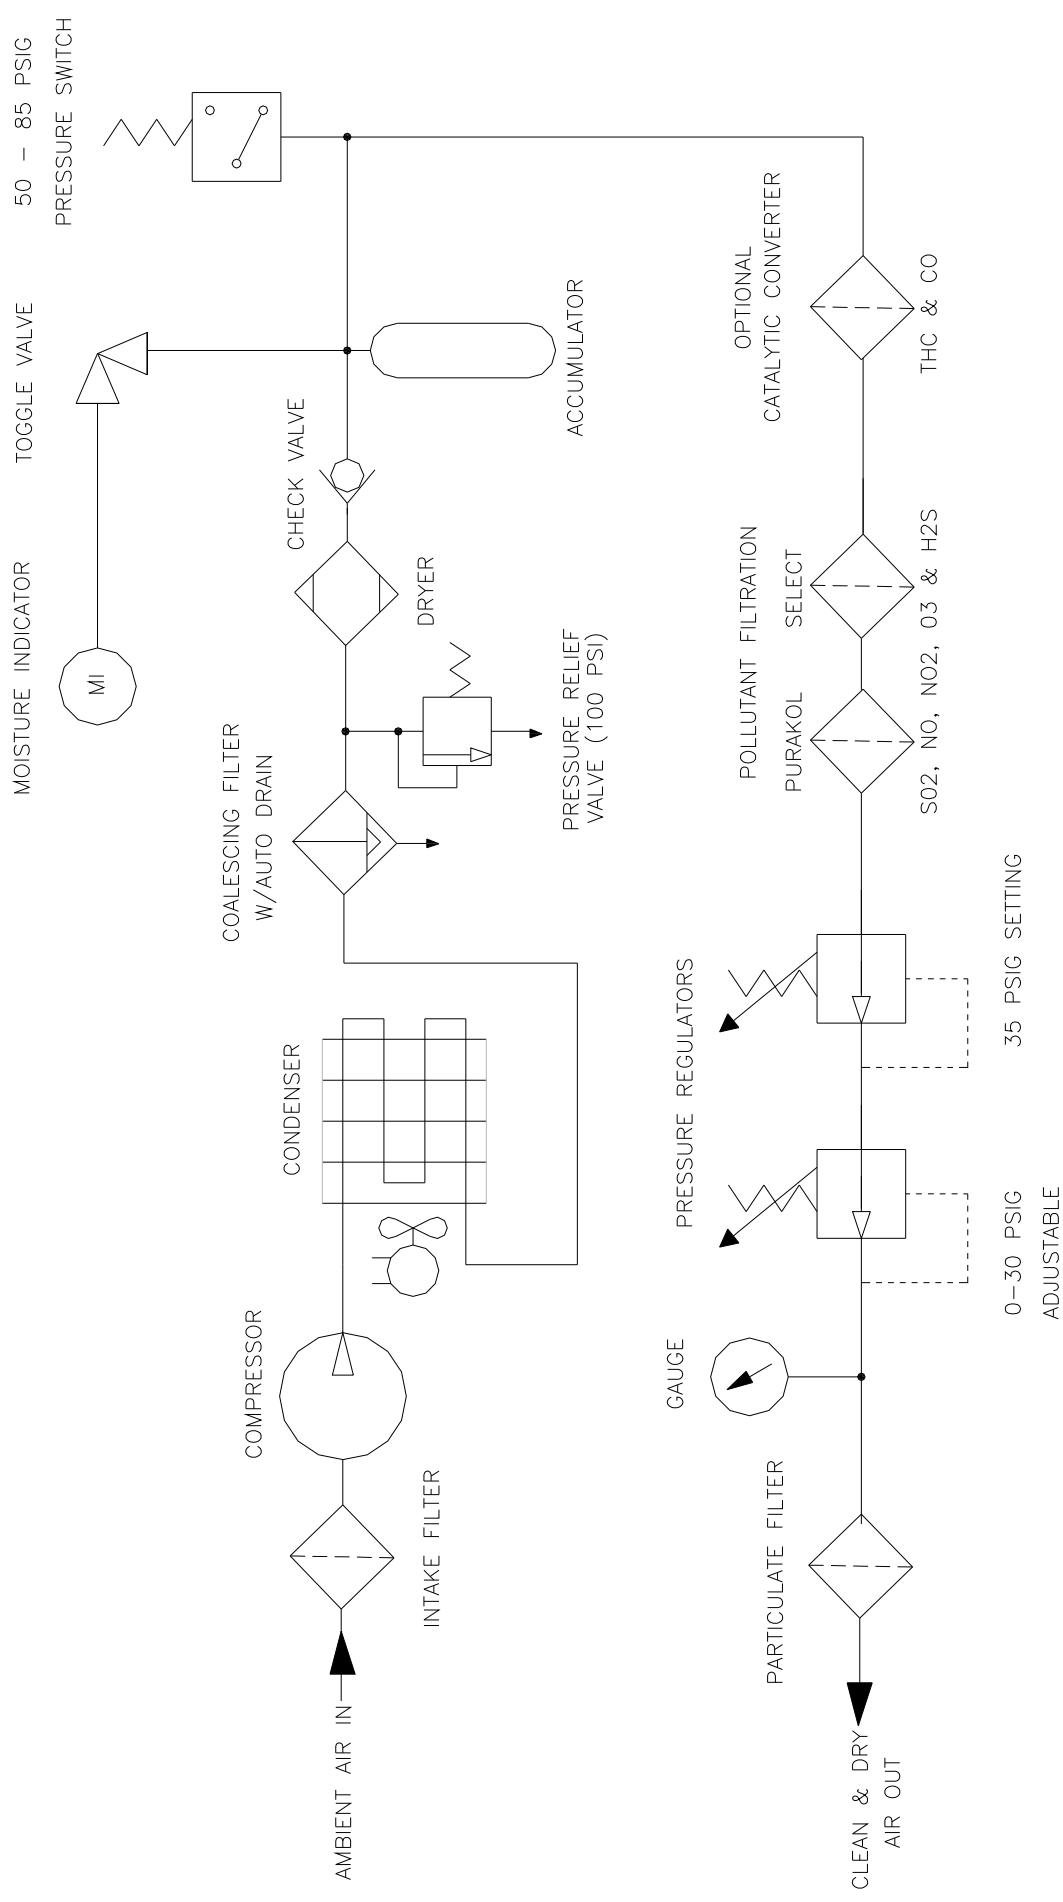 50 - 85 PSIG
PRESSURE SWITCH
TOGGLE VALVE
MOISTURE INDICATOR
MI
ACCUMULATOR
CHECK VALVE
DRYER
PRESSURE RELIEF
VALVE (100 PSI)
COALESCING FILTER
W/AUTO DRAIN
CONDENSER
COMPRESSOR
INTAKE FILTER
AMBIENT AIR IN
OPTIONAL
CATALYTIC CONVERTER
THC & CO
POLLUTANT FILTRATION
PURAKOL
SELECT
SO2, NO, NO2, O3 & H2S
PRESSURE REGULATORS
35 PSIG SETTING
0-30 PSIG
ADJUSTABLE
GAUGE
PARTICULATE FILTER
CLEAN & DRY
AIR OUT